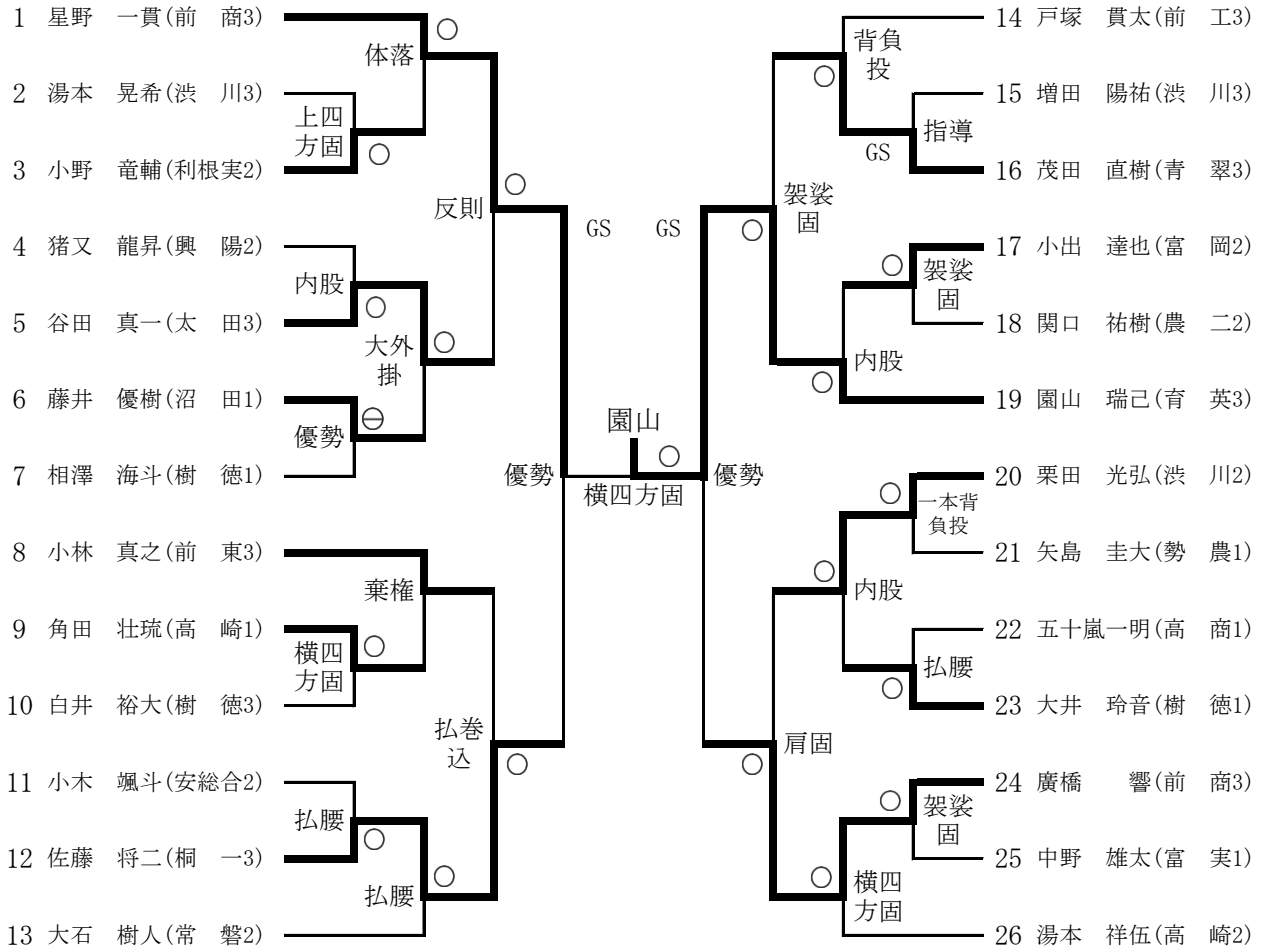 1 星野 一貫(前 商3)
体落
2 湯本 晃希(渋 川3)
上四
方固
3 小野 竜輔(利根実2)
反則
4 猪又 龍昇(興 陽2)
内股
5 谷田 真一(太 田3)
大外
掛
6 藤井 優樹(沼 田1)
優勢
7 相澤 海斗(樹 徳1)
優勢
8 小林 真之(前 東3)
棄権
9 角田 壮琉(高 崎1)
横四
方固
10 白井 裕大(樹 徳3)
払巻
込
11 小木 颯斗(安総合2)
払腰
12 佐藤 将二(桐 一3)
払腰
13 大石 樹人(常 磐2)
GS GS
園山
横四方固
14 戸塚 貫太(前 工3)
背負
投
15 増田 陽祐(渋 川3)
指導
GS
16 茂田 直樹(青 翠3)
袈裟
固
17 小出 達也(富 岡2)
袈裟
固
18 関口 祐樹(農 二2)
内股
19 園山 瑞己(育 英3)
優勢
20 栗田 光弘(渋 川2)
一本背
負投
21 矢島 圭大(勢 農1)
内股
22 五十嵐一明(高 商1)
払腰
23 大井 玲音(樹 徳1)
肩固
24 廣橋 響(前 商3)
袈裟
固
25 中野 雄太(富 実1)
横四
方固
26 湯本 祥伍(高 崎2)